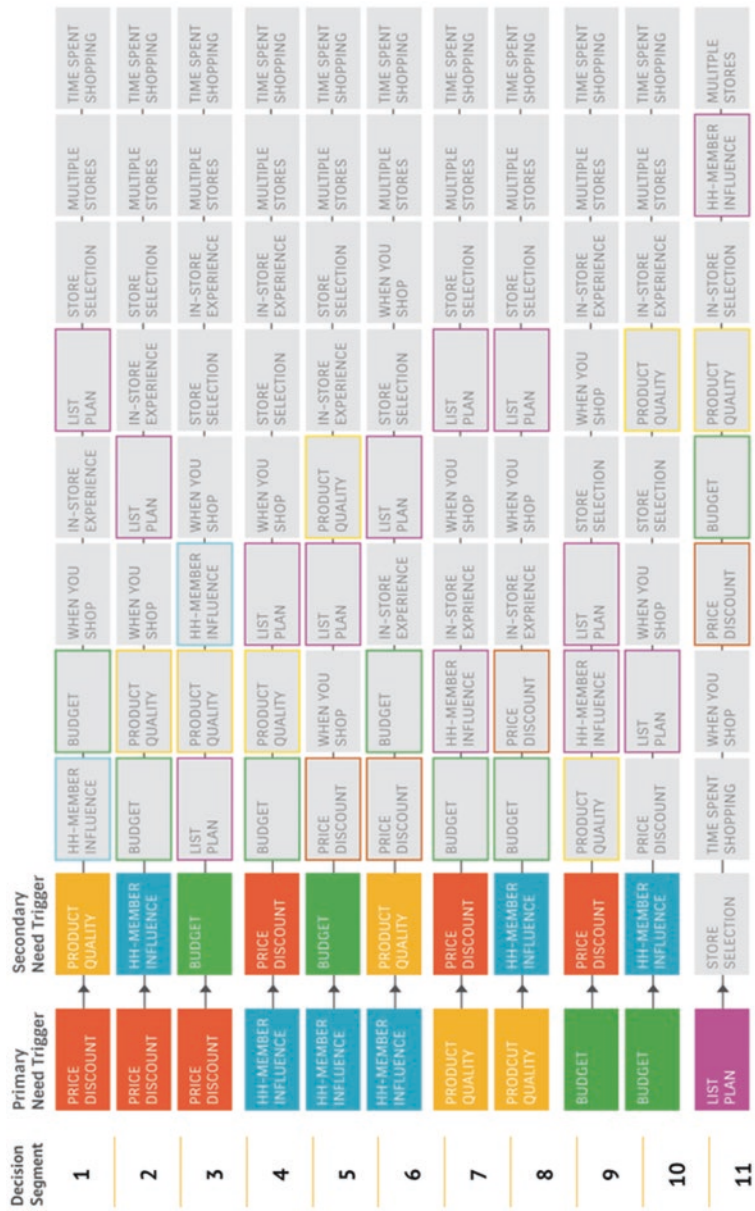 Decision
Segment
Primary
Need Trigger
Secondary
Need Trigger
1
PRICE
DISCOUNT
PRODUCT
QUALITY
HH-MEMBER
INFLUENCE
BUDGET
WHEN YOU
SHOP
IN-STORE
EXPERIENCE
LIST
PLAN
STORE
SELECTION
MULTIPLE
STORES
TIME SPENT
SHOPPING
2
PRICE
DISCOUNT
HH-MEMBER
INFLUENCE
BUDGET
PRODUCT
QUALITY
WHEN YOU
SHOP
LIST
PLAN
IN-STORE
EXPERIENCE
STORE
SELECTION
MULTIPLE
STORES
TIME SPENT
SHOPPING
3
PRICE
DISCOUNT
BUDGET
LIST
PLAN
PRODUCT
QUALITY
HH-MEMBER
INFLUENCE
WHEN YOU
SHOP
STORE
SELECTION
IN-STORE
EXPERIENCE
MULTIPLE
STORES
TIME SPENT
SHOPPING
4
HH-MEMBER
INFLUENCE
PRICE
DISCOUNT
BUDGET
PRODUCT
QUALITY
LIST
PLAN
WHEN YOU
SHOP
STORE
SELECTION
IN-STORE
EXPERIENCE
MULTIPLE
STORES
TIME SPENT
SHOPPING
5
HH-MEMBER
INFLUENCE
BUDGET
PRICE
DISCOUNT
WHEN YOU
SHOP
LIST
PLAN
PRODUCT
QUALITY
IN-STORE
EXPERIENCE
STORE
SELECTION
MULTIPLE
STORES
TIME SPENT
SHOPPING
6
HH-MEMBER
INFLUENCE
PRODUCT
QUALITY
PRICE
DISCOUNT
BUDGET
IN-STORE
EXPERIENCE
LIST
PLAN
STORE
SELECTION
WHEN YOU
SHOP
MULTIPLE
STORES
TIME SPENT
SHOPPING
7
PRODUCT
QUALITY
PRICE
DISCOUNT
BUDGET
HH-MEMBER
INFLUENCE
IN-STORE
EXPERIENCE
WHEN YOU
SHOP
LIST
PLAN
STORE
SELECTION
MULTIPLE
STORES
TIME SPENT
SHOPPING
8
PRODCUT
QUALITY
HH-MEMBER
INFLUENCE
BUDGET
PRICE
DISCOUNT
IN-STORE
EXPERIENCE
WHEN YOU
SHOP
LIST
PLAN
STORE
SELECTION
MULTIPLE
STORES
TIME SPENT
SHOPPING
9
BUDGET
PRICE
DISCOUNT
PRODUCT
QUALITY
HH-MEMBER
INFLUENCE
LIST
PLAN
STORE
SELECTION
WHEN YOU
SHOP
IN-STORE
EXPERIENCE
MULTIPLE
STORES
TIME SPENT
SHOPPING
10
BUDGET
HH-MEMBER
INFLUENCE
PRICE
DISCOUNT
LIST
PLAN
WHEN YOU
SHOP
STORE
SELECTION
PRODUCT
QUALITY
IN-STORE
EXPERIENCE
MULTIPLE
STORES
TIME SPENT
SHOPPING
11
LIST
PLAN
STORE
SELECTION
TIME SPENT
SHOPPING
WHEN YOU
SHOP
PRICE
DISCOUNT
BUDGET
PRODUCT
QUALITY
IN-STORE
SELECTION
HH-MEMBER
INFLUENCE
MULITPLE
STORES